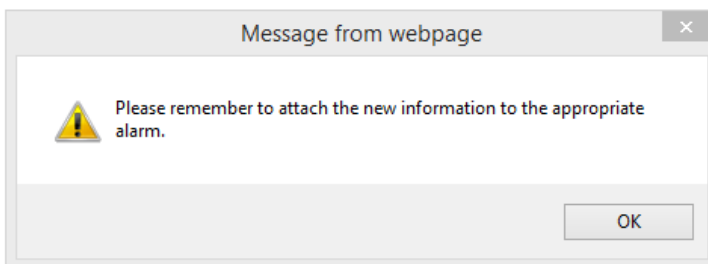 Message from webpage
Please remember to attach the new information to the appropriate
alarm.
OK